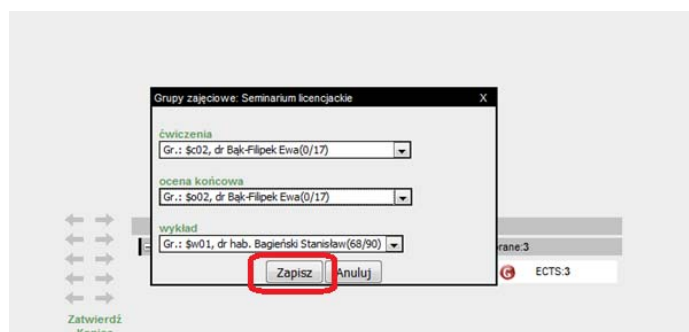 Grupy zajęciowe: Seminarium licencjackie X
ćwiczenia
Gr.: $c02, dr Bąk-Filipek Ewa(0/17)
ocena końcowa
Gr.: $o02, dr Bąk-Filipek Ewa(0/17)
wykład
Gr.: $w01, dr hab. Bagieński Stanisław(68/90)
rane:3
Zapisz Anuluj
ECTS:3
Zatwierdź
Koniec